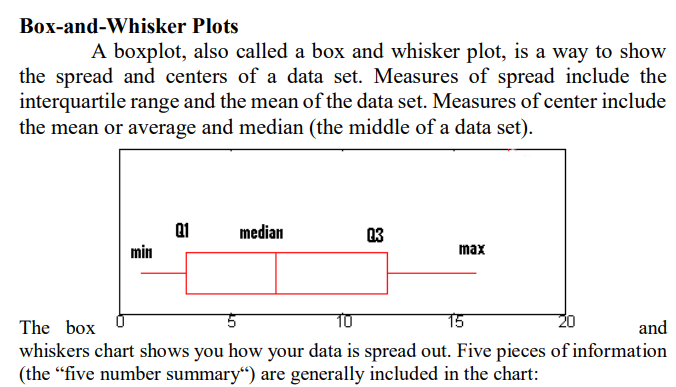 Box-and-Whisker Plots
A boxplot, also called a box and whisker plot, is a way to show
the spread and centers of a data set. Measures of spread include the
interquartile range and the mean of the data set. Measures of center include
the mean or average and median (the middle of a data set).
min Q1 median Q3 max
0 5 10 15 20
The box and
whiskers chart shows you how your data is spread out. Five pieces of information
(the “five number summary“) are generally included in the chart: